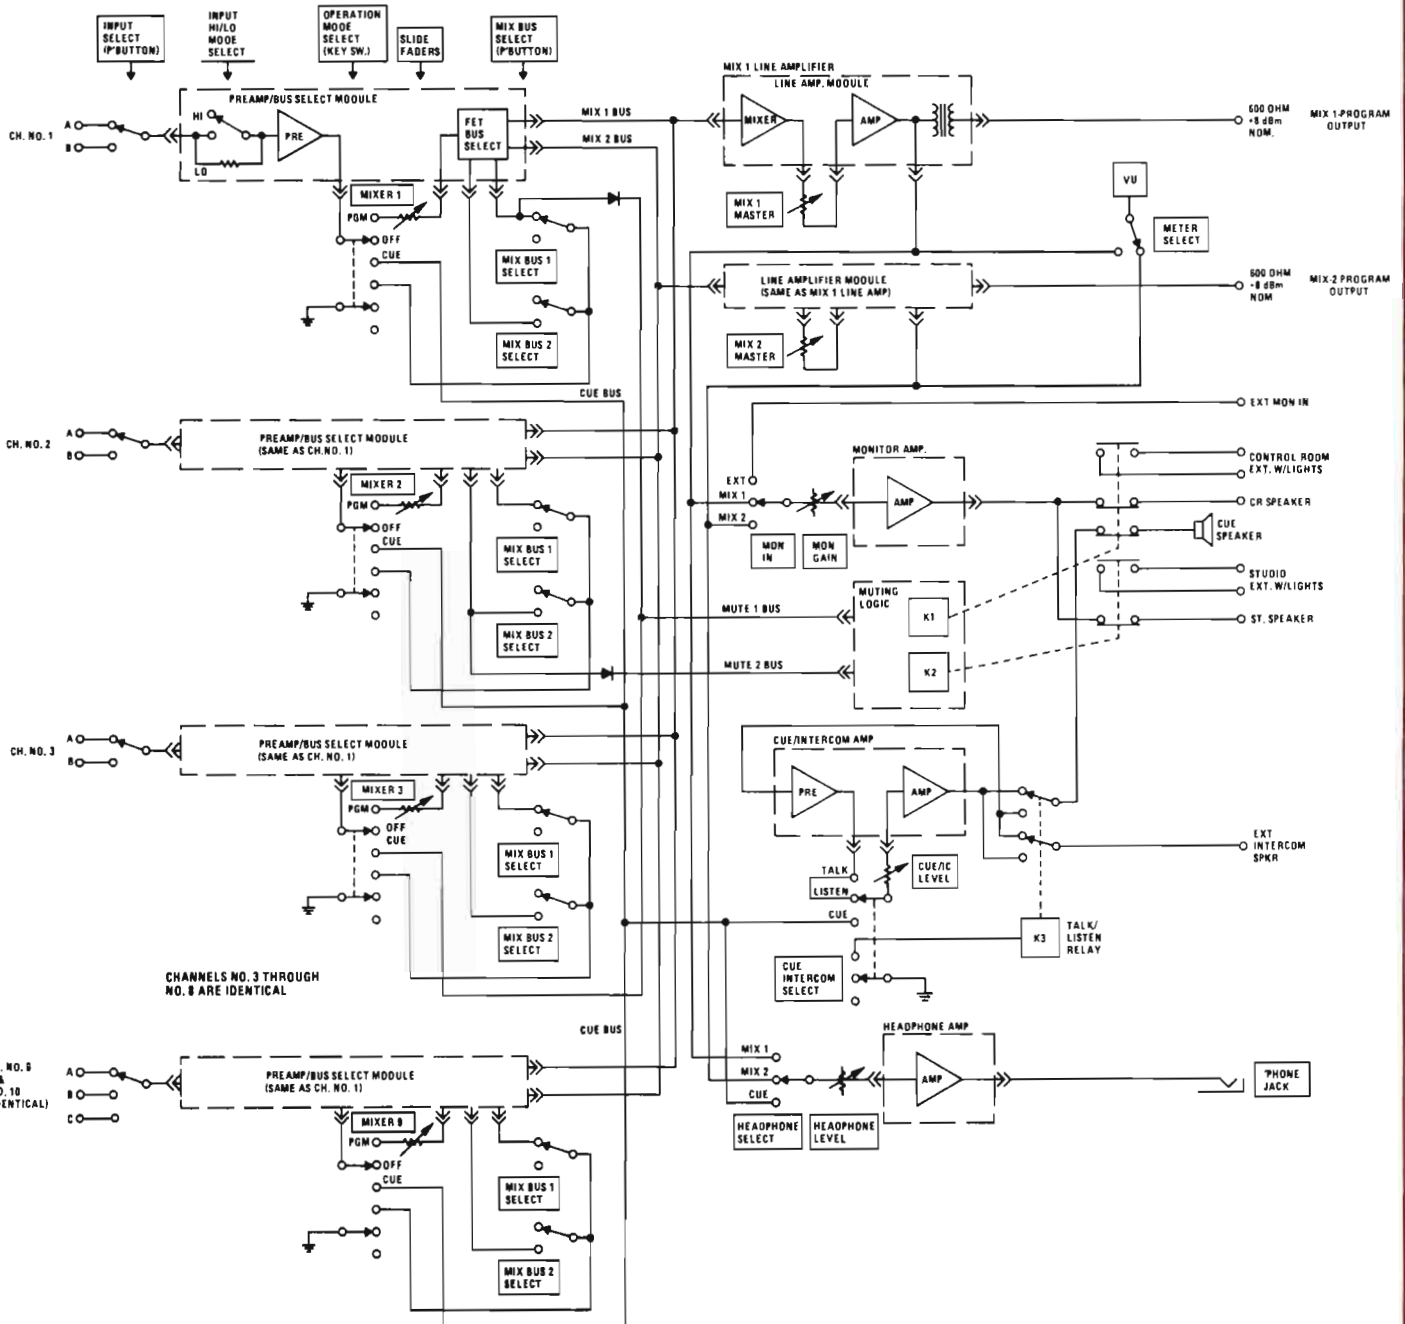 INPUT
SELECT
(P'BUTTON)
INPUT
HI/LO
MODE
SELECT
OPERATION
MODE
SELECT
(KEY SW.)
SLIDE
FADERS
MIX BUS
SELECT
(P'BUTTON)
CH. NO. 1
A
B
PREAMP/BUS SELECT MODULE
HI
LO
PRE
FET
BUS
SELECT
MIX 1 BUS
MIX 2 BUS
MIXER 1
PGM
OFF
CUE
MIX BUS 1
SELECT
MIX BUS 2
SELECT
CUE BUS
MIX 1 LINE AMPLIFIER
LINE AMP. MODULE
MIXER
AMP
MIX 1
MASTER
600 OHM
+8 dBm
NOM.
MIX 1-PROGRAM
OUTPUT
VU
METER
SELECT
LINE AMPLIFIER MODULE
(SAME AS MIX 1 LINE AMP)
MIX 2
MASTER
600 OHM
+8 dBm
NOM
MIX-2 PROGRAM
OUTPUT
CH. NO. 2
A
B
PREAMP/BUS SELECT MODULE
(SAME AS CH.NO. 1)
MIXER 2
PGM
OFF
CUE
MIX BUS 1
SELECT
MIX BUS 2
SELECT
EXT MON IN
MONITOR AMP.
EXT
MIX 1
MIX 2
AMP
MON
IN
MON
GAIN
CONTROL ROOM
EXT. W/LIGHTS
CR SPEAKER
CUE
SPEAKER
STUDIO
EXT. W/LIGHTS
ST. SPEAKER
MUTING
LOGIC
K1
K2
MUTE 1 BUS
MUTE 2 BUS
CH. NO. 3
A
B
PREAMP/BUS SELECT MODULE
(SAME AS CH. NO. 1)
MIXER 3
PGM
OFF
CUE
MIX BUS 1
SELECT
MIX BUS 2
SELECT
CUE/INTERCOM AMP
PRE
AMP
TALK
LISTEN
CUE
CUE/IC
LEVEL
CUE
INTERCOM
SELECT
K3
TALK/
LISTEN
RELAY
EXT
INTERCOM
SPKR
CHANNELS NO. 3 THROUGH
NO. 8 ARE IDENTICAL
CUE BUS
. NO. 9
&
O. 10
ENTICAL)
A
B
C
PREAMP/BUS SELECT MODULE
(SAME AS CH. NO. 1)
MIXER 9
PGM
OFF
CUE
MIX BUS 1
SELECT
MIX BUS 2
SELECT
HEADPHONE AMP
MIX 1
MIX 2
CUE
AMP
HEADPHONE
SELECT
HEADPHONE
LEVEL
'PHONE
JACK